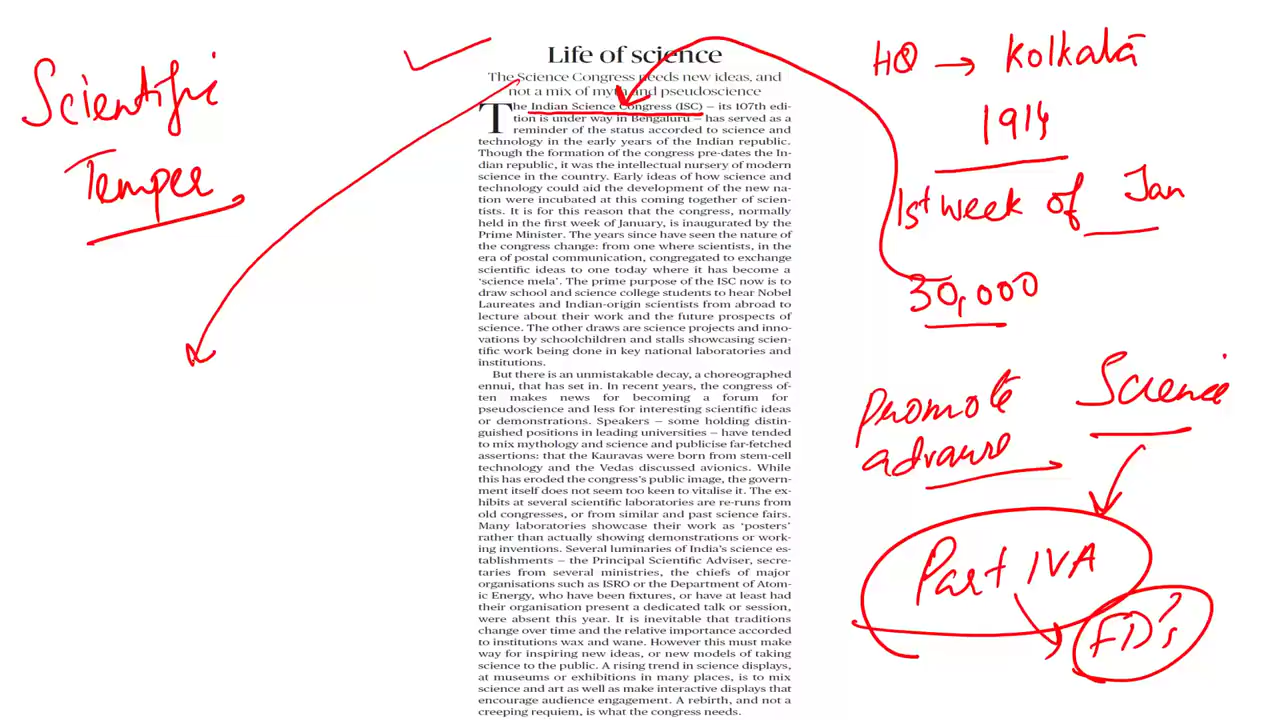 Scientific
Temper
Life of science
The Science Congress needs new ideas, and
not a mix of myth and pseudoscience
The Indian Science Congress (ISC) – its 107th edi-
tion is under way in Bengaluru – has served as a
reminder of the status accorded to science and
technology in the early years of the Indian republic.
Though the formation of the congress pre-dates the In-
dian republic, it was the intellectual nursery of modern
science in the country. Early ideas of how science and
technology could aid the development of the new na-
tion were incubated at this coming together of scien-
tists. It is for this reason that the congress, normally
held in the first week of January, is inaugurated by the
Prime Minister. The years since have seen the nature of
the congress change: from one where scientists, in the
era of postal communication, congregated to exchange
scientific ideas to one today where it has become a
‘science mela’. The prime purpose of the ISC now is to
draw school and science college students to hear Nobel
Laureates and Indian-origin scientists from abroad to
lecture about their work and the future prospects of
science. The other draws are science projects and inno-
vations by schoolchildren and stalls showcasing scien-
tific work being done in key national laboratories and
institutions.
But there is an unmistakable decay, a choreographed
ennui, that has set in. In recent years, the congress of-
ten makes news for becoming a forum for
pseudoscience and less for interesting scientific ideas
or demonstrations. Speakers – some holding distin-
guished positions in leading universities – have tended
to mix mythology and science and publicise far-fetched
assertions: that the Kauravas were born from stem-cell
technology and the Vedas discussed avionics. While
this has eroded the congress’s public image, the govern-
ment itself does not seem too keen to vitalise it. The ex-
hibits at several scientific laboratories are re-runs from
old congresses, or from similar and past science fairs.
Many laboratories showcase their work as ‘posters’
rather than actually showing demonstrations or work-
ing inventions. Several luminaries of India’s science es-
tablishments – the Principal Scientific Adviser, secre-
taries from several ministries, the chiefs of major
organisations such as ISRO or the Department of Atom-
ic Energy, who have been fixtures, or have at least had
their organisation present a dedicated talk or session,
were absent this year. It is inevitable that traditions
change over time and the relative importance accorded
to institutions wax and wane. However this must make
way for inspiring new ideas, or new models of taking
science to the public. A rising trend in science displays,
at museums or exhibitions in many places, is to mix
science and art as well as make interactive displays that
encourage audience engagement. A rebirth, and not a
creeping requiem, is what the congress needs.
HQ → Kolkata
1914
1st week of Jan
30,000
Promote Science
advance
Part IVA
FD's